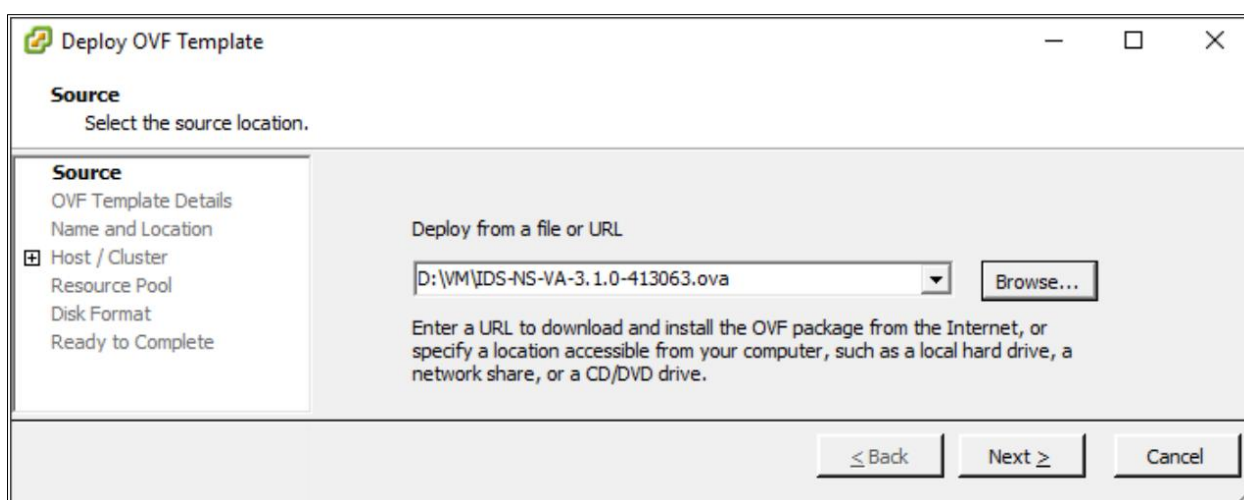 Deploy OVF Template
Source
Select the source location.
Source
OVF Template Details
Name and Location
Host / Cluster
Resource Pool
Disk Format
Ready to Complete
Deploy from a file or URL
D:\VM\IDS-NS-VA-3.1.0-413063.ova
Browse...
Enter a URL to download and install the OVF package from the Internet, or
specify a location accessible from your computer, such as a local hard drive, a
network share, or a CD/DVD drive.
< Back
Next >
Cancel